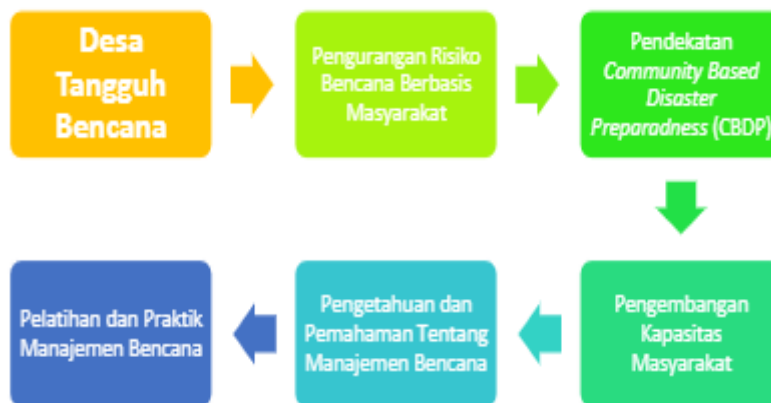 Desa
Tangguh
Bencana
Pengurangan Risiko
Bencana Berbasis
Masyarakat
Pendekatan
Community Based
Disaster
Preparadness (CBDP)
Pengembangan
Kapasitas
Masyarakat
Pengetahuan dan
Pemahaman Tentang
Manajemen Bencana
Pelatihan dan Praktik
Manajemen Bencana